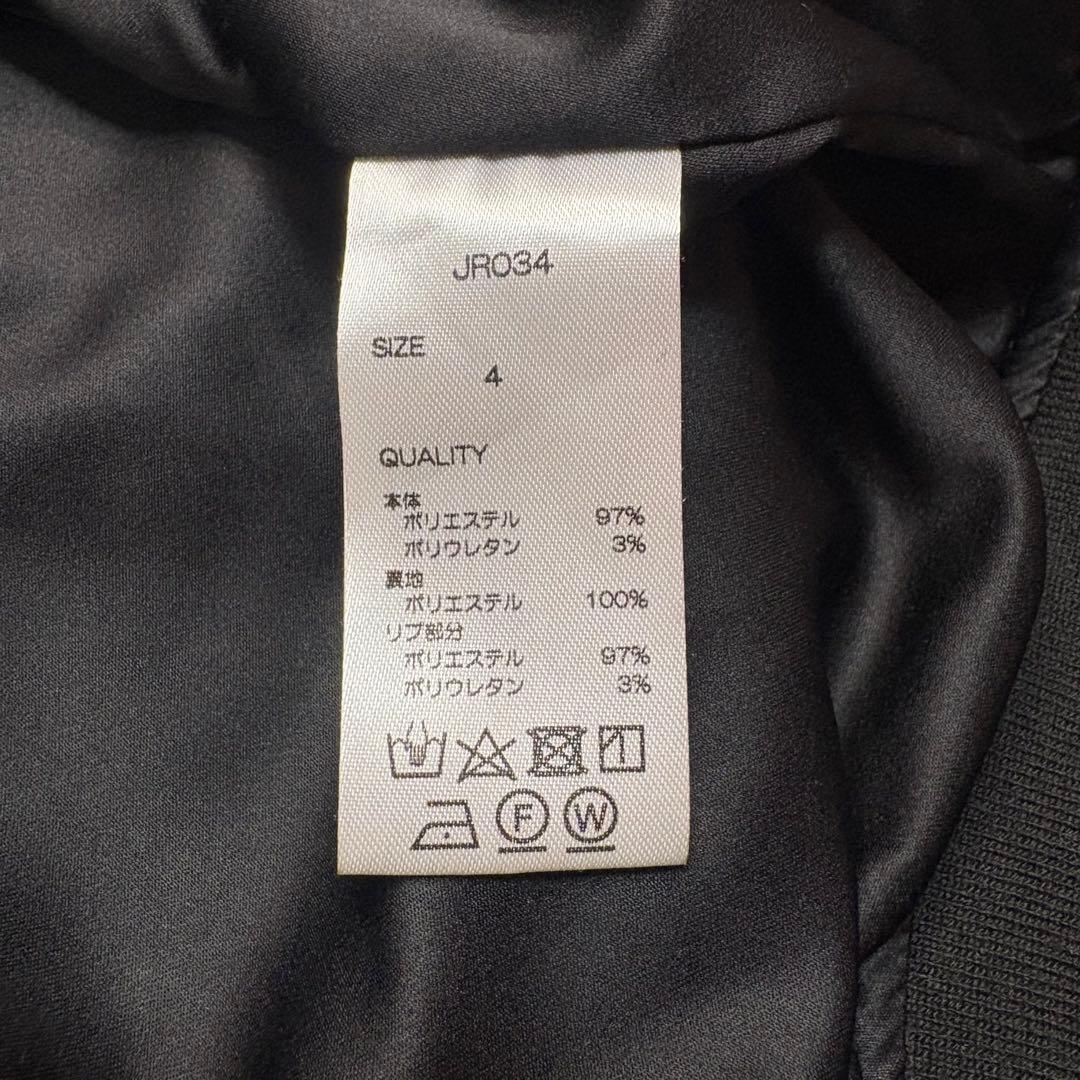 JR034
SIZE
4
QUALITY
本体
ポリエステル 97%
ポリウレタン 3%
裏地
ポリエステル 100%
リブ部分
ポリエステル 97%
ポリウレタン 3%
F W